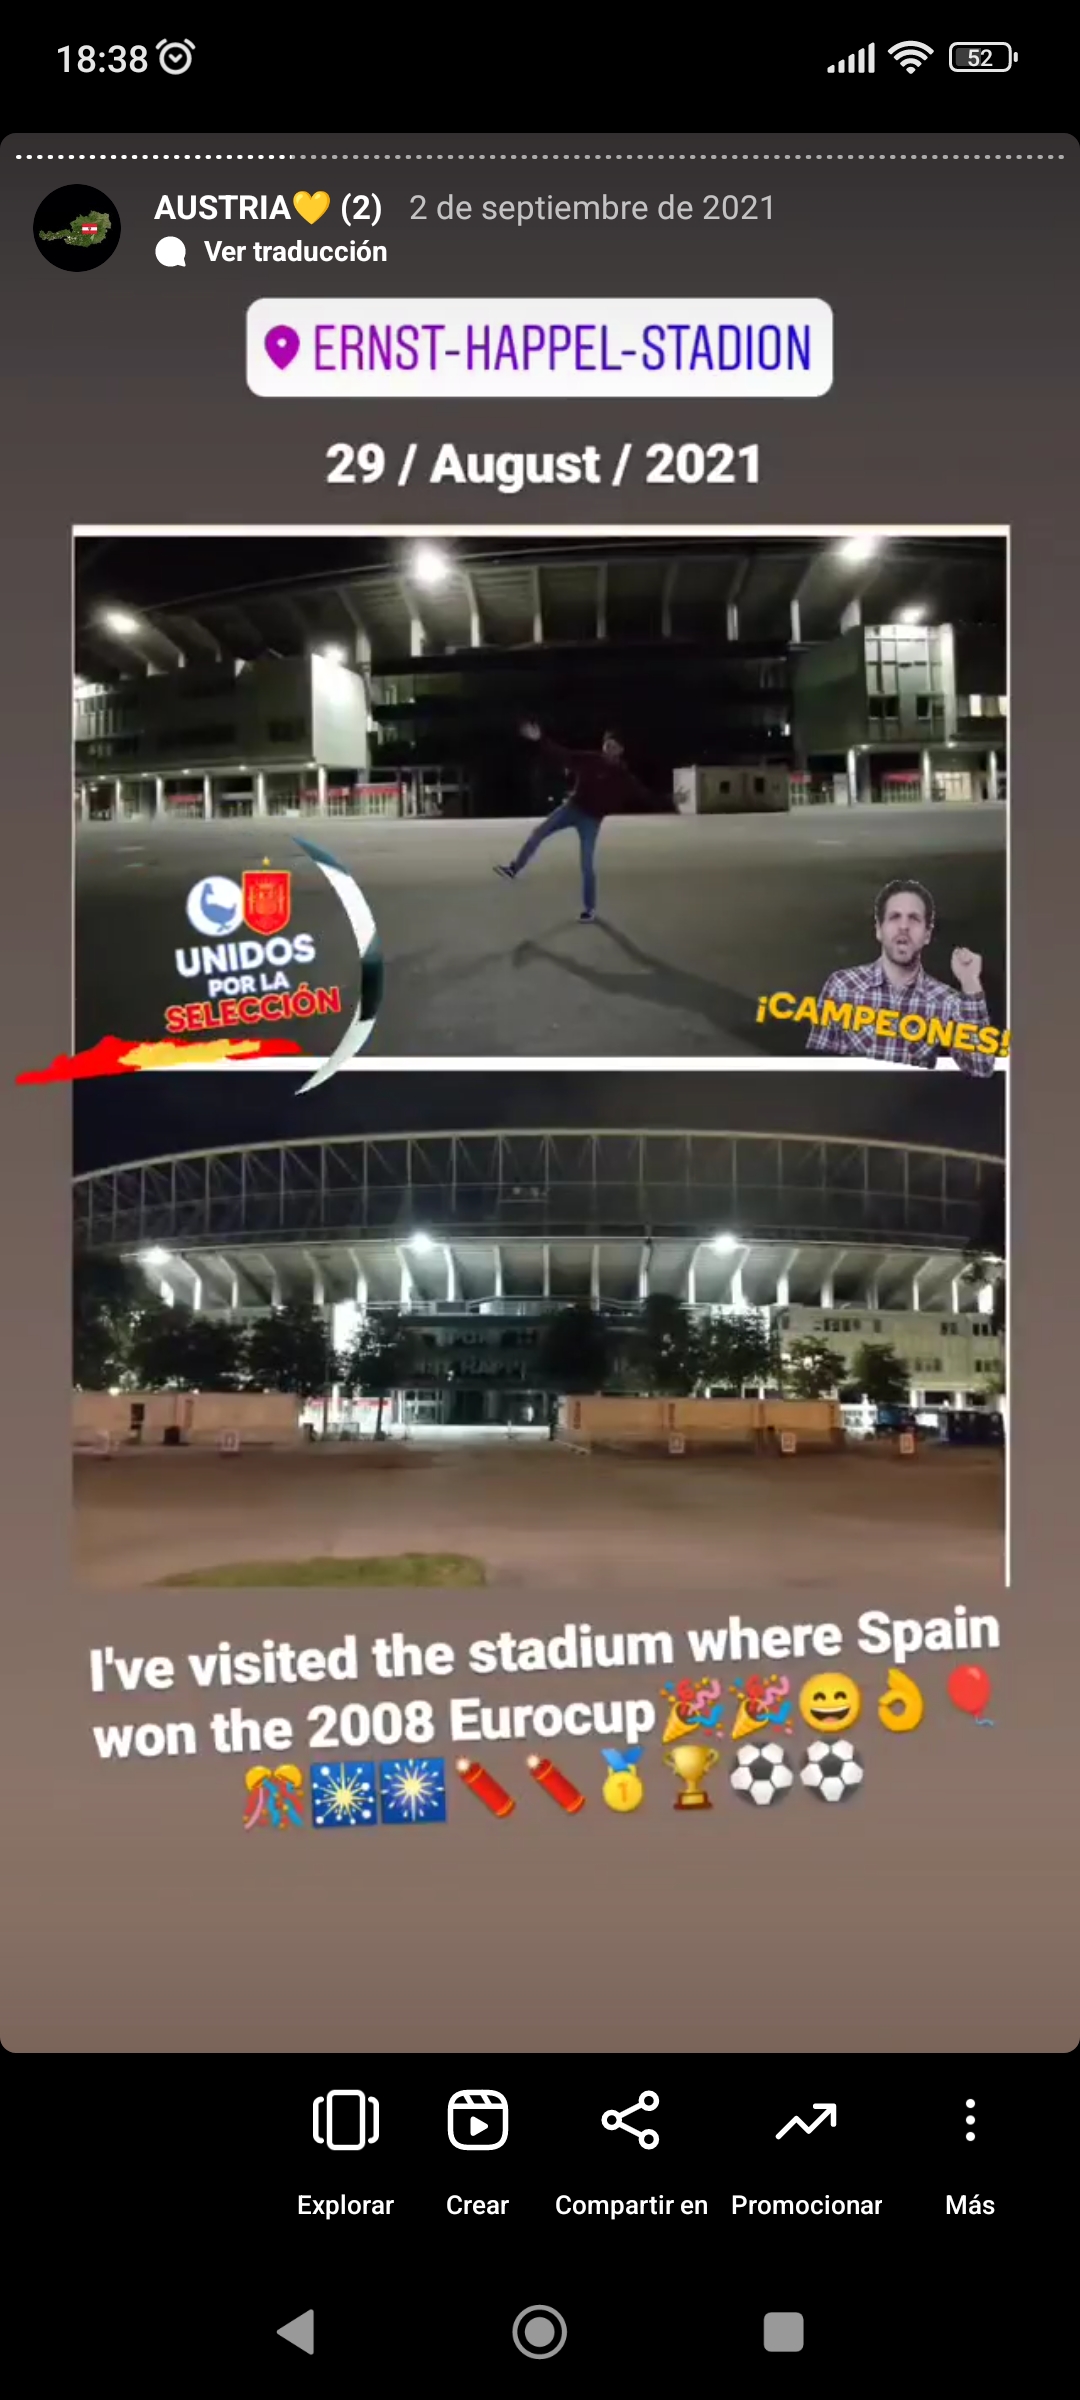 18:38
52
AUSTRIA💛 (2) 2 de septiembre de 2021
Ver traducción
ERNST-HAPPEL-STADION
29 / August / 2021
UNIDOS
POR LA
SELECCIÓN
¡CAMPEONES!
I've visited the stadium where Spain
won the 2008 Eurocup🎉🎉😄👌🎈
🎊🎇🎆🧨🧨🥇🏆⚽⚽
Explorar
Crear
Compartir en
Promocionar
Más